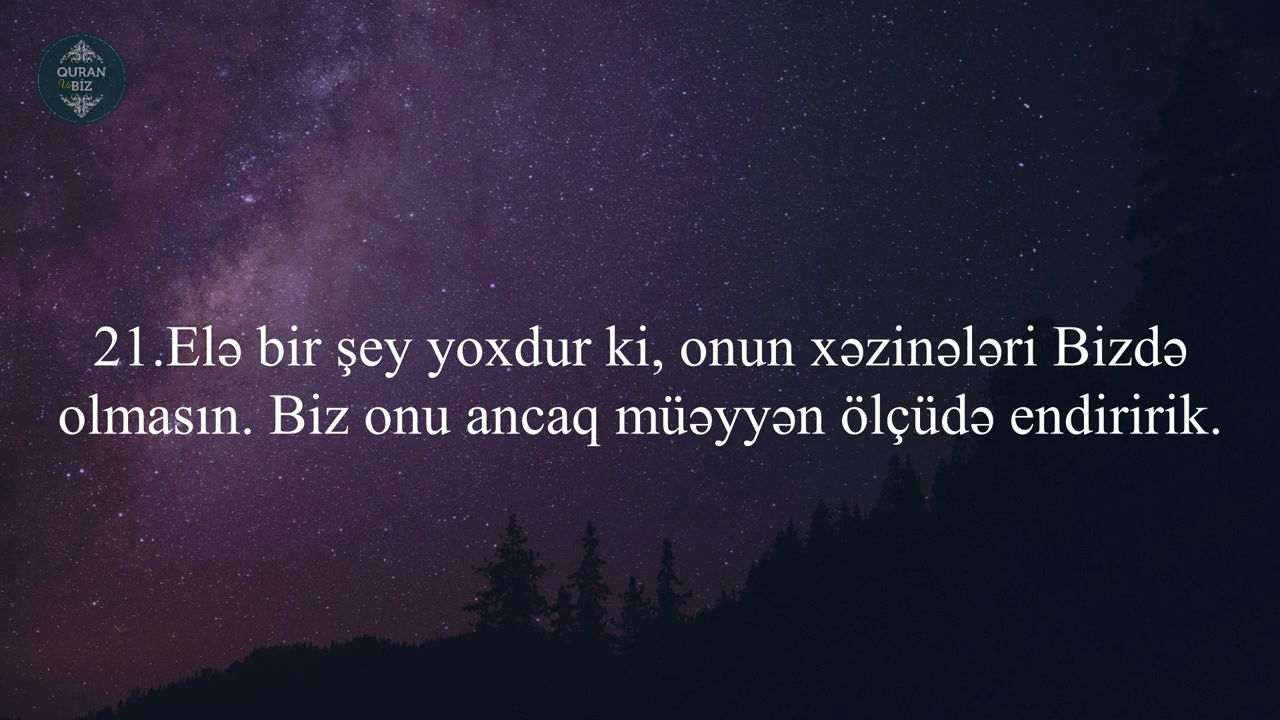 QURAN
Və BİZ
21.Elə bir şey yoxdur ki, onun xəzinələri Bizdə
olmasın. Biz onu ancaq müəyyən ölçüdə endiririk.